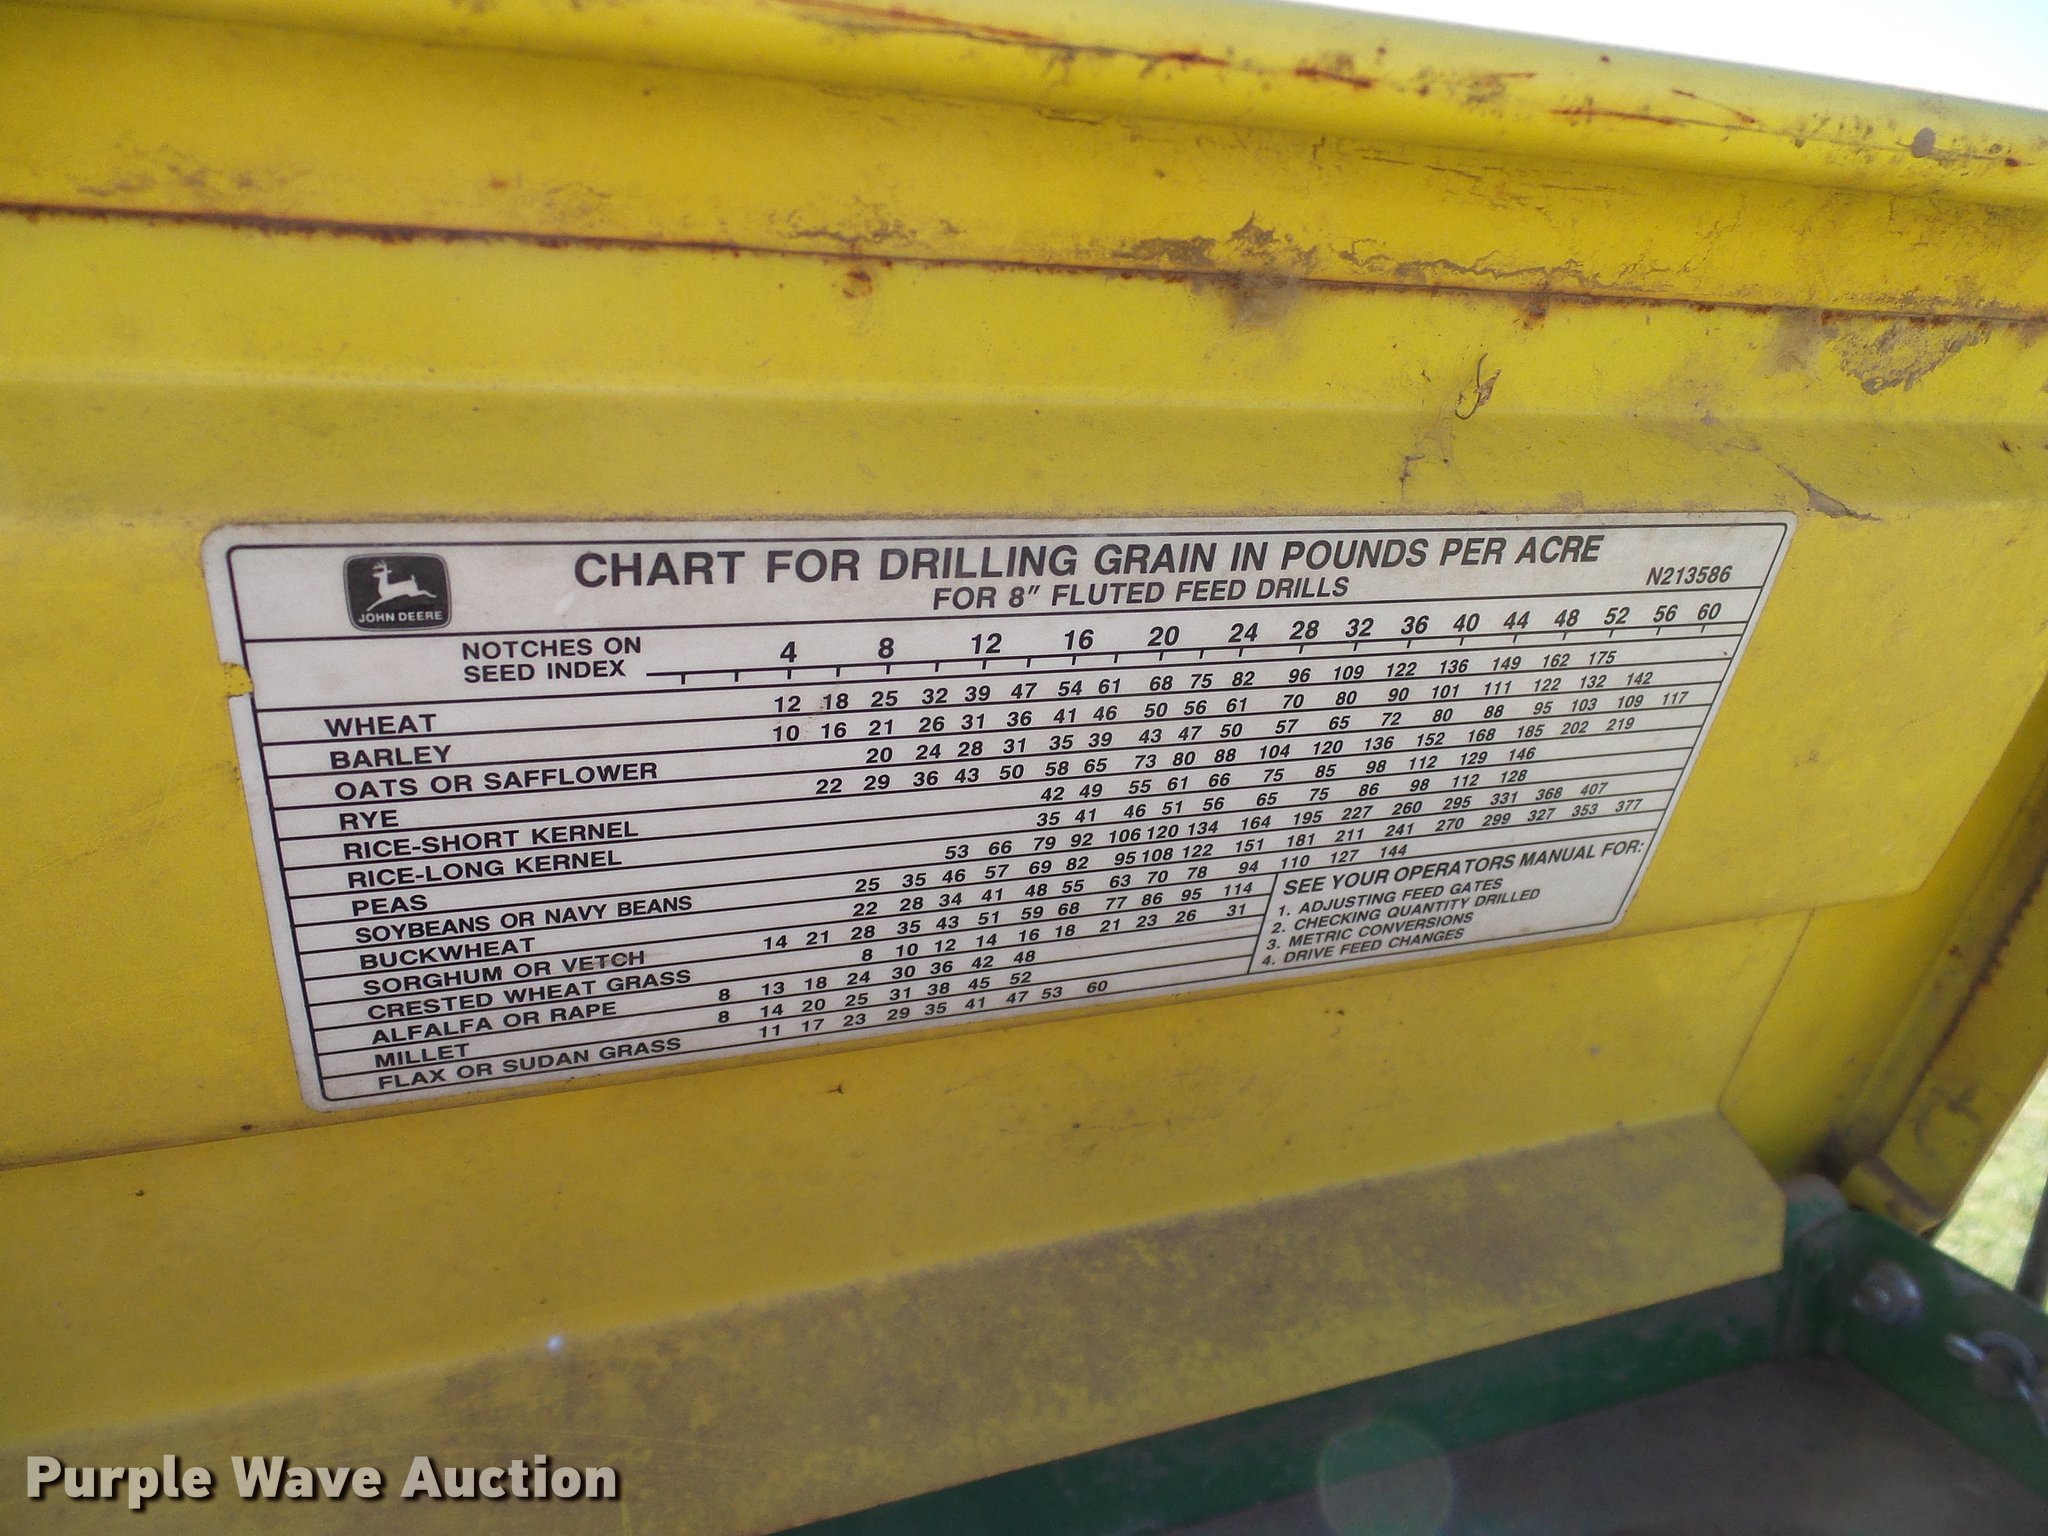 JOHN DEERE
CHART FOR DRILLING GRAIN IN POUNDS PER ACRE
FOR 8" FLUTED FEED DRILLS
N213586
NOTCHES ON
SEED INDEX
4 8 12 16 20 24 28 32 36 40 44 48 52 56 60
WHEAT 12 18 25 32 39 47 54 61 68 75 82 96 109 122 136 149 162 175
BARLEY 10 16 21 26 31 36 41 46 50 56 61 70 80 90 101 111 122 132 142
OATS OR SAFFLOWER 20 24 28 31 35 39 43 47 50 57 65 72 80 88 95 103 109 117
RYE 22 29 36 43 50 58 65 73 80 88 104 120 136 152 168 185 202 219
RICE-SHORT KERNEL 42 49 55 61 66 75 85 98 112 129 146
RICE-LONG KERNEL 35 41 46 51 56 65 75 86 98 112 128
PEAS 53 66 79 92 106 120 134 164 195 227 260 295 331 368 407
SOYBEANS OR NAVY BEANS 25 35 46 57 69 82 95 108 122 151 181 211 241 270 299 327 353 377
BUCKWHEAT 22 28 34 41 48 55 63 70 78 94 110 127 144
SORGHUM OR VETCH 14 21 28 35 43 51 59 68 77 86 95 114
CRESTED WHEAT GRASS 8 10 12 14 16 18 21 23 26 31
ALFALFA OR RAPE 8 13 18 24 30 36 42 48
MILLET 8 14 20 25 31 38 45 52
FLAX OR SUDAN GRASS 11 17 23 29 35 41 47 53 60
SEE YOUR OPERATORS MANUAL FOR:
1. ADJUSTING FEED GATES
2. CHECKING QUANTITY DRILLED
3. METRIC CONVERSIONS
4. DRIVE FEED CHANGES
Purple Wave Auction